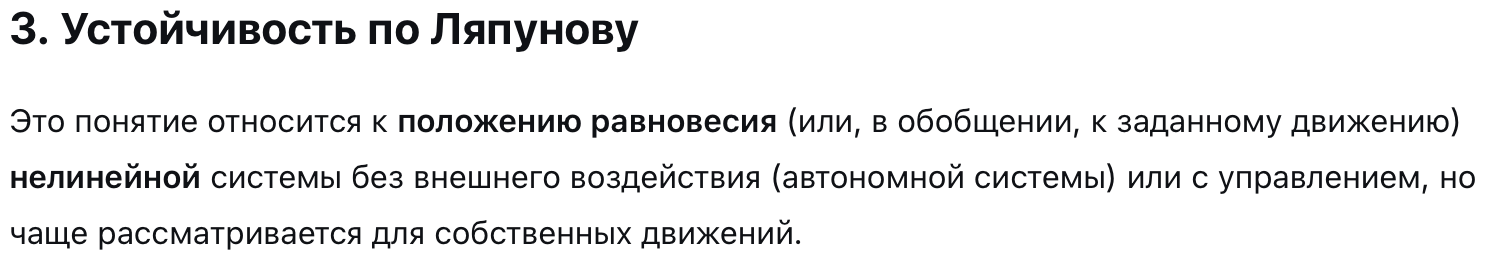 3. Устойчивость по Ляпунову
Это понятие относится к положению равновесия (или, в обобщении, к заданному движению)
нелинейной системы без внешнего воздействия (автономной системы) или с управлением, но
чаще рассматривается для собственных движений.